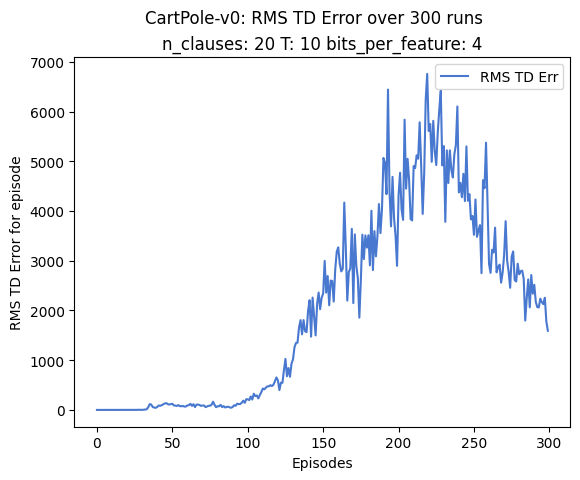 CartPole-v0: RMS TD Error over 300 runs
n_clauses: 20 T: 10 bits_per_feature: 4
RMS TD Err
RMS TD Error for episode
7000
6000
5000
4000
3000
2000
1000
0
0 50 100 150 200 250 300
Episodes